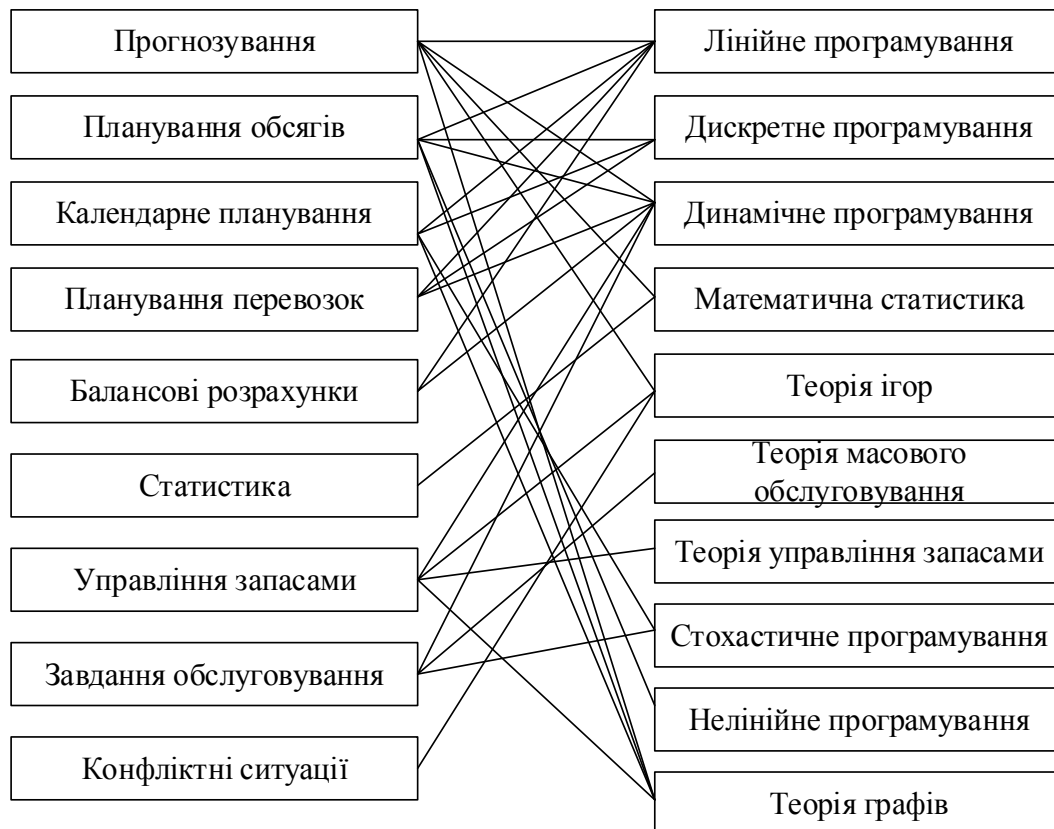 Прогнозування
Планування обсягів
Календарне планування
Планування перевозок
Балансові розрахунки
Статистика
Управління запасами
Завдання обслуговування
Конфліктні ситуації
Лінійне програмування
Дискретне програмування
Динамічне програмування
Математична статистика
Теорія ігор
Теорія масового
обслуговування
Теорія управління запасами
Стохастичне програмування
Нелінійне програмування
Теорія графів